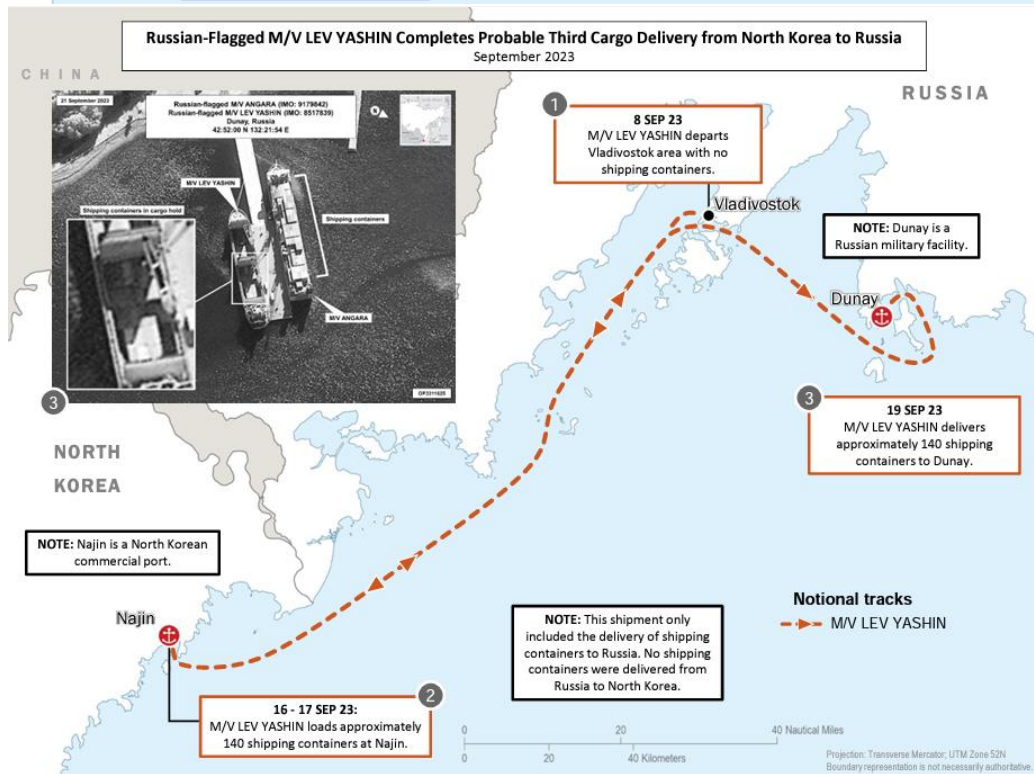 Russian-Flagged M/V LEV YASHIN Completes Probable Third Cargo Delivery from North Korea to Russia
September 2023
CHINA
RUSSIA
21 September 2023
Russian-flagged M/V ANGARA (IMO: 9179842)
Russian-flagged M/V LEV YASHIN (IMO: 8517839)
Dunay, Russia
42:52:00 N 132:21:54 E
N
M/V LEV YASHIN
Shipping containers in cargo hold
Shipping containers
M/V ANGARA
3
1
8 SEP 23
M/V LEV YASHIN departs
Vladivostok area with no
shipping containers.
Vladivostok
NOTE: Dunay is a
Russian military facility.
Dunay
3
19 SEP 23
M/V LEV YASHIN delivers
approximately 140 shipping
containers to Dunay.
NORTH
KOREA
NOTE: Najin is a North Korean
commercial port.
Najin
2
16 - 17 SEP 23:
M/V LEV YASHIN loads approximately
140 shipping containers at Najin.
NOTE: This shipment only
included the delivery of shipping
containers to Russia. No shipping
containers were delivered from
Russia to North Korea.
Notional tracks
M/V LEV YASHIN
0 20 40 Nautical Miles
0 20 40 Kilometers
Projection: Transverse Mercator; UTM Zone 52N
Boundary representation is not necessarily authoritative.